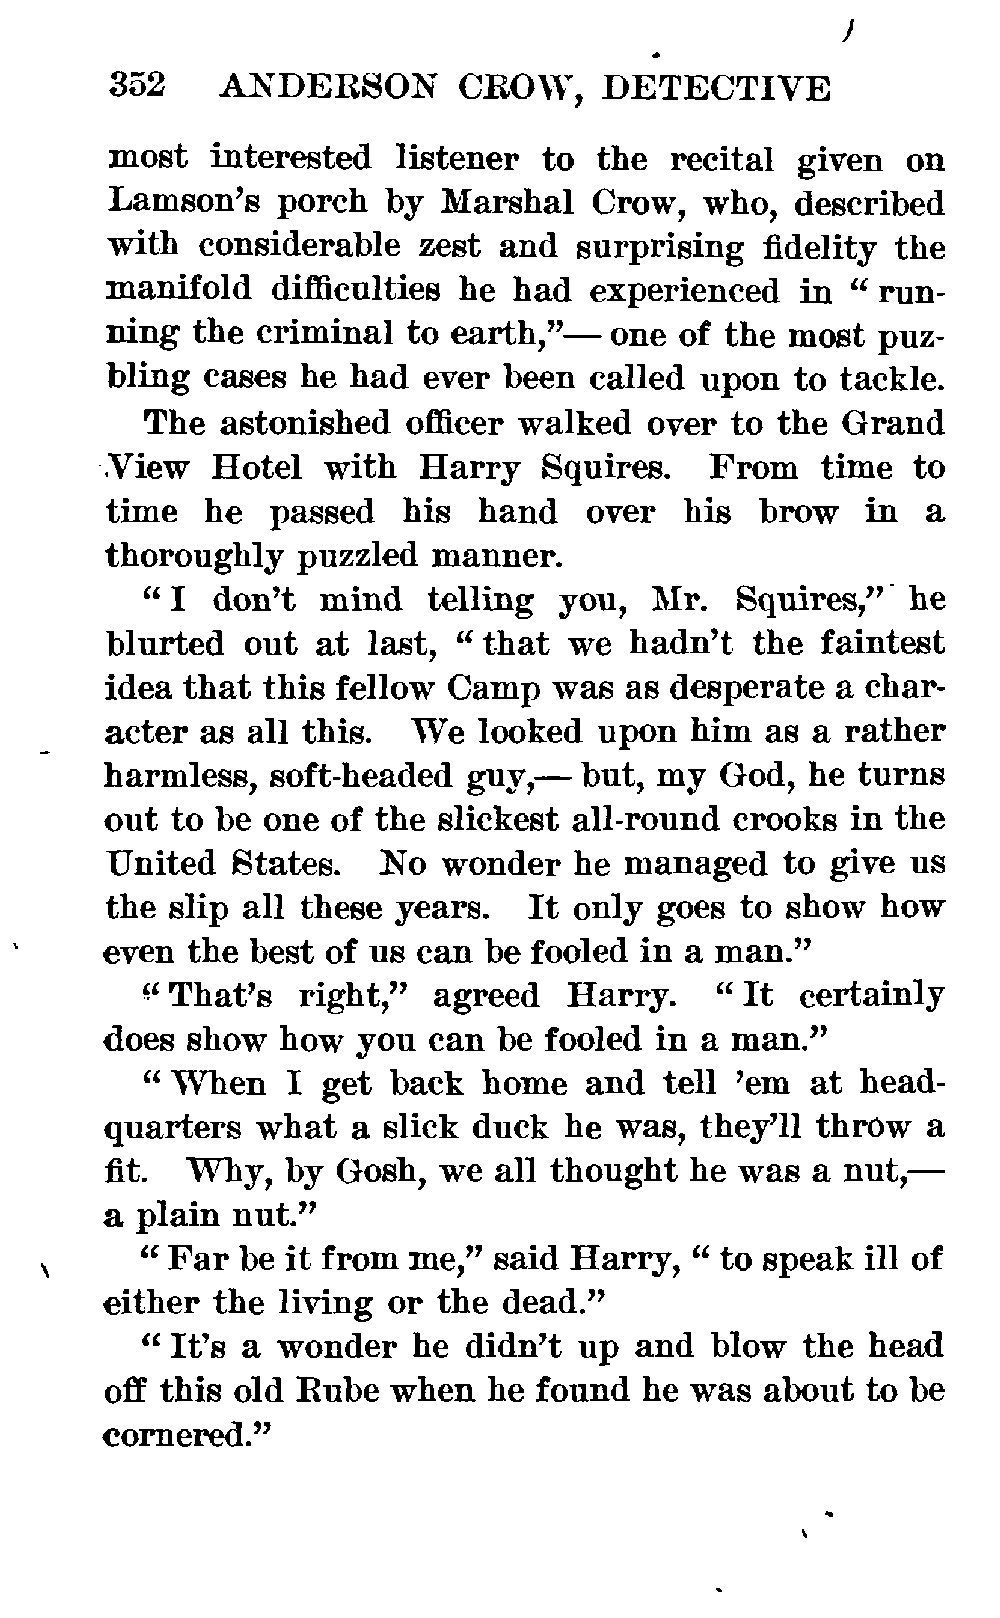 352 ANDERSON CROW, DETECTIVE
most interested listener to the recital given on
Lamson's porch by Marshal Crow, who, described
with considerable zest and surprising fidelity the
manifold difficulties he had experienced in “ run-
ning the criminal to earth,”— one of the most puz-
bling cases he had ever been called upon to tackle.
The astonished officer walked over to the Grand
View Hotel with Harry Squires. From time to
time he passed his hand over his brow in a
thoroughly puzzled manner.
“ I don't mind telling you, Mr. Squires,” he
blurted out at last, “ that we hadn't the faintest
idea that this fellow Camp was as desperate a char-
acter as all this. We looked upon him as a rather
harmless, soft-headed guy,— but, my God, he turns
out to be one of the slickest all-round crooks in the
United States. No wonder he managed to give us
the slip all these years. It only goes to show how
even the best of us can be fooled in a man.”
“ That's right,” agreed Harry. “ It certainly
does show how you can be fooled in a man.”
“ When I get back home and tell 'em at head-
quarters what a slick duck he was, they'll throw a
fit. Why, by Gosh, we all thought he was a nut,—
a plain nut.”
“ Far be it from me,” said Harry, “ to speak ill of
either the living or the dead.”
“ It's a wonder he didn't up and blow the head
off this old Rube when he found he was about to be
cornered.”